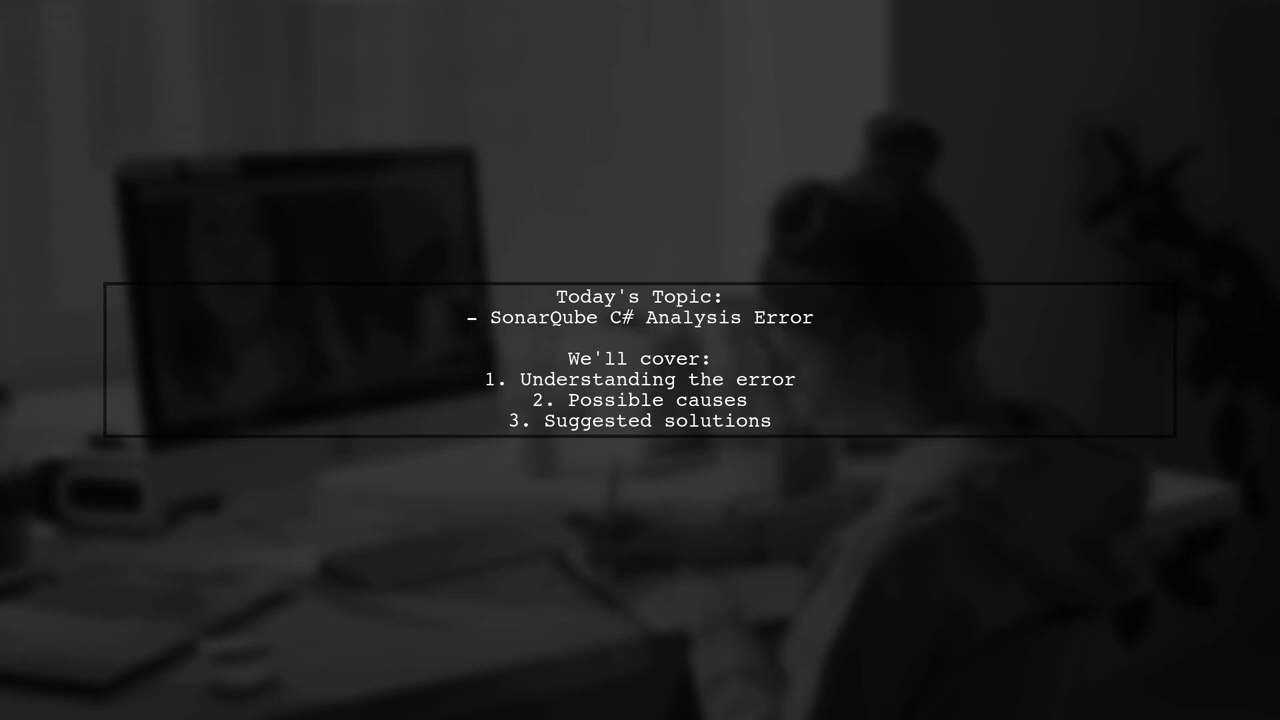 Today's Topic:
- SonarQube C# Analysis Error
We'll cover:
1. Understanding the error
2. Possible causes
3. Suggested solutions